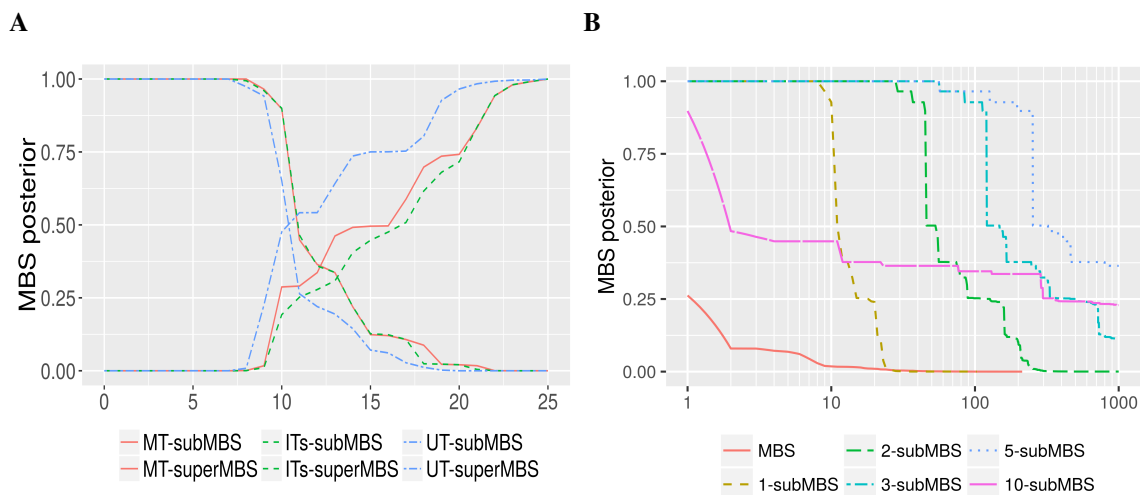 A
MBS posterior
1.00
0.75
0.50
0.25
0.00
0 5 10 15 20 25
MT-subMBS ITs-subMBS UT-subMBS
MT-superMBS ITs-superMBS UT-superMBS
B
MBS posterior
1.00
0.75
0.50
0.25
0.00
1 10 100 1000
MBS 2-subMBS 5-subMBS
1-subMBS 3-subMBS 10-subMBS